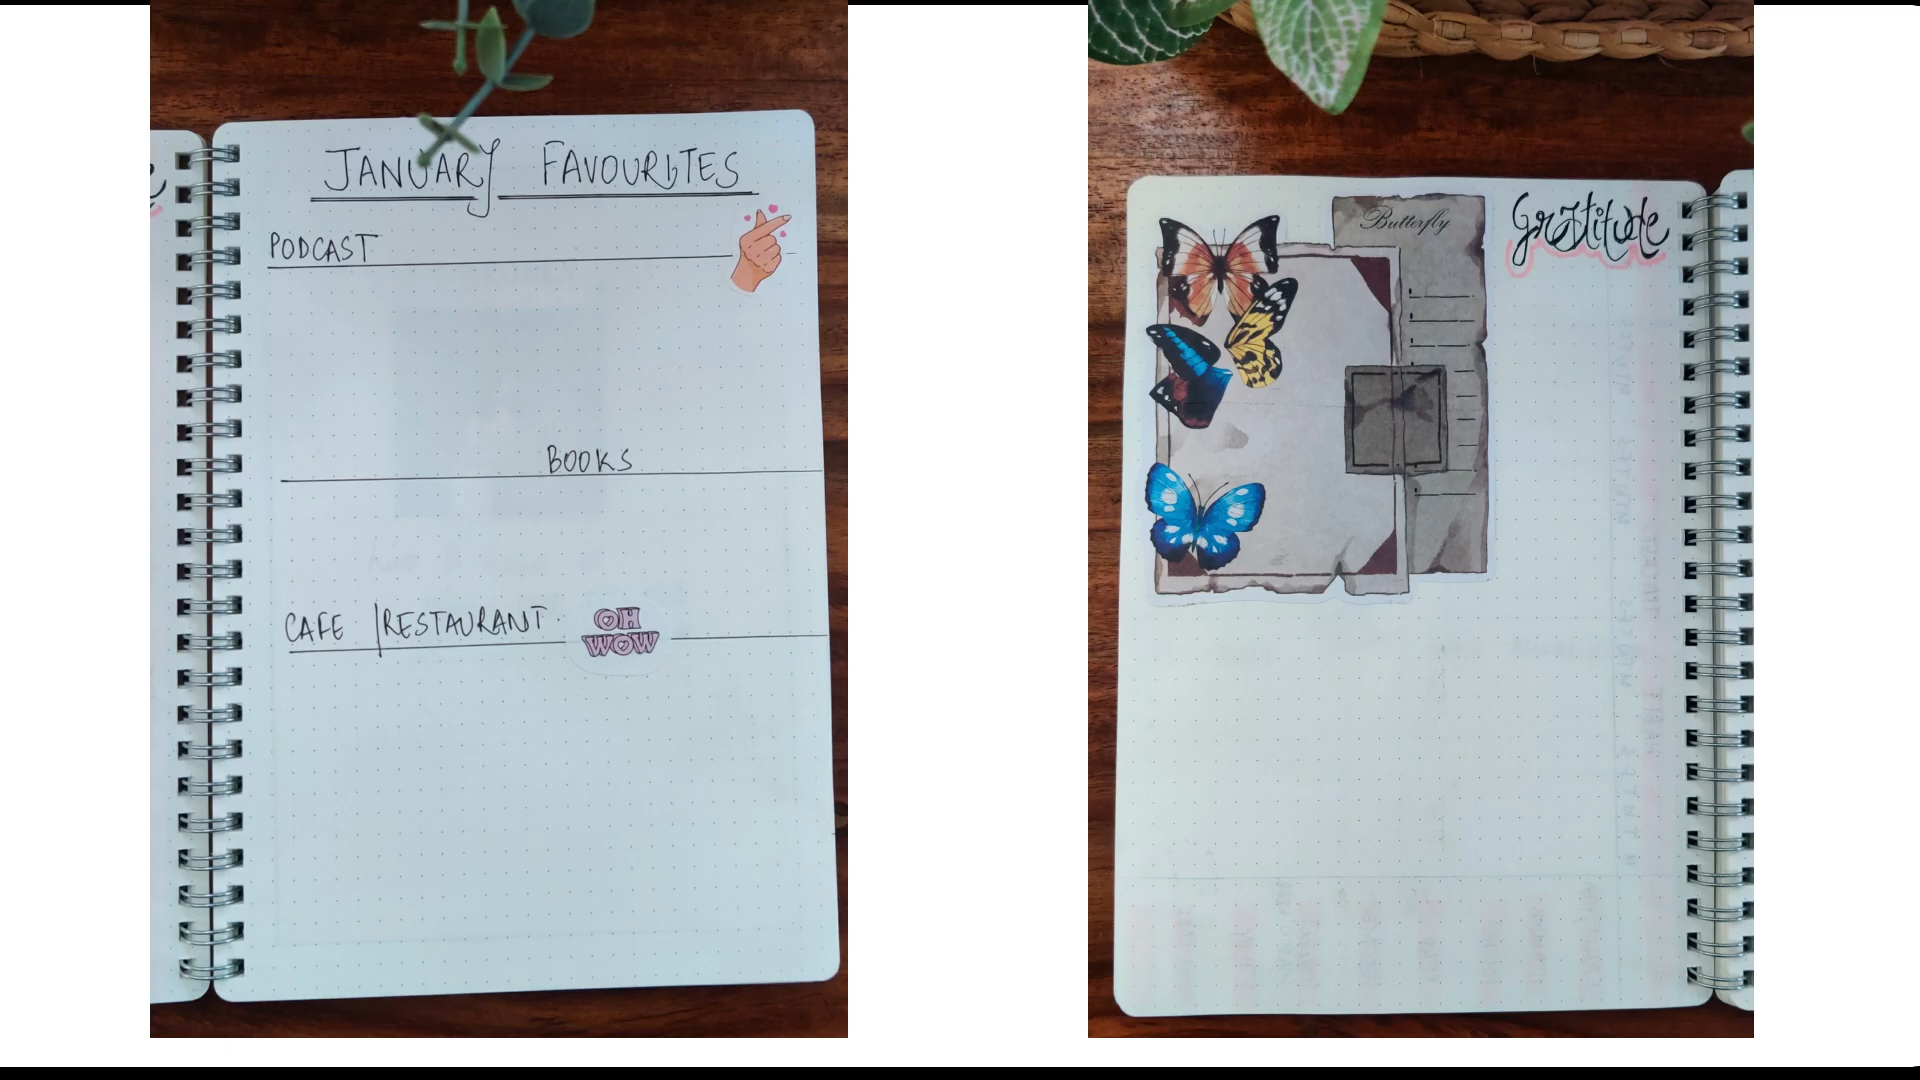 JANUARY FAVOURITES
PODCAST
BOOKS
CAFE | RESTAURANT.
OH
WOW
Butterfly
Gratitude